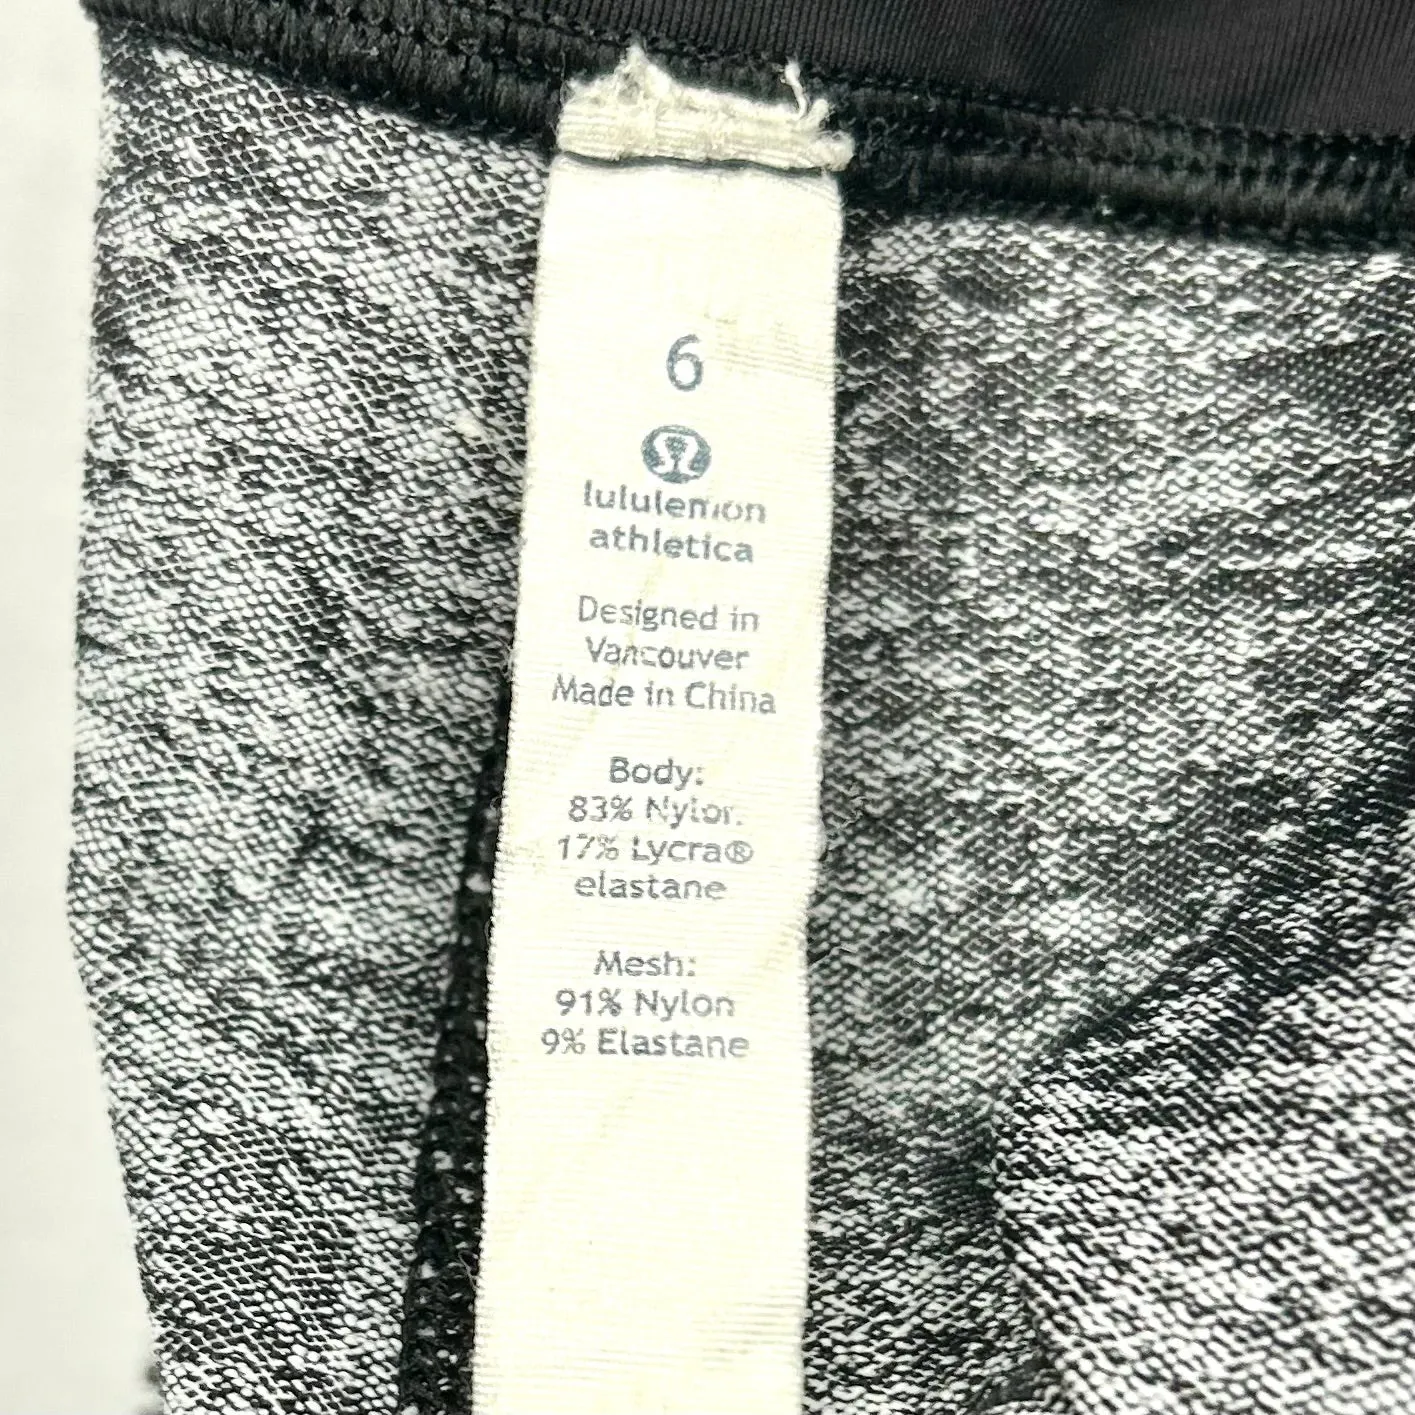 6
lululemon
athletica
Designed in
Vancouver
Made in China
Body:
83% Nylon
17% Lycra®
elastane
Mesh:
91% Nylon
9% Elastane